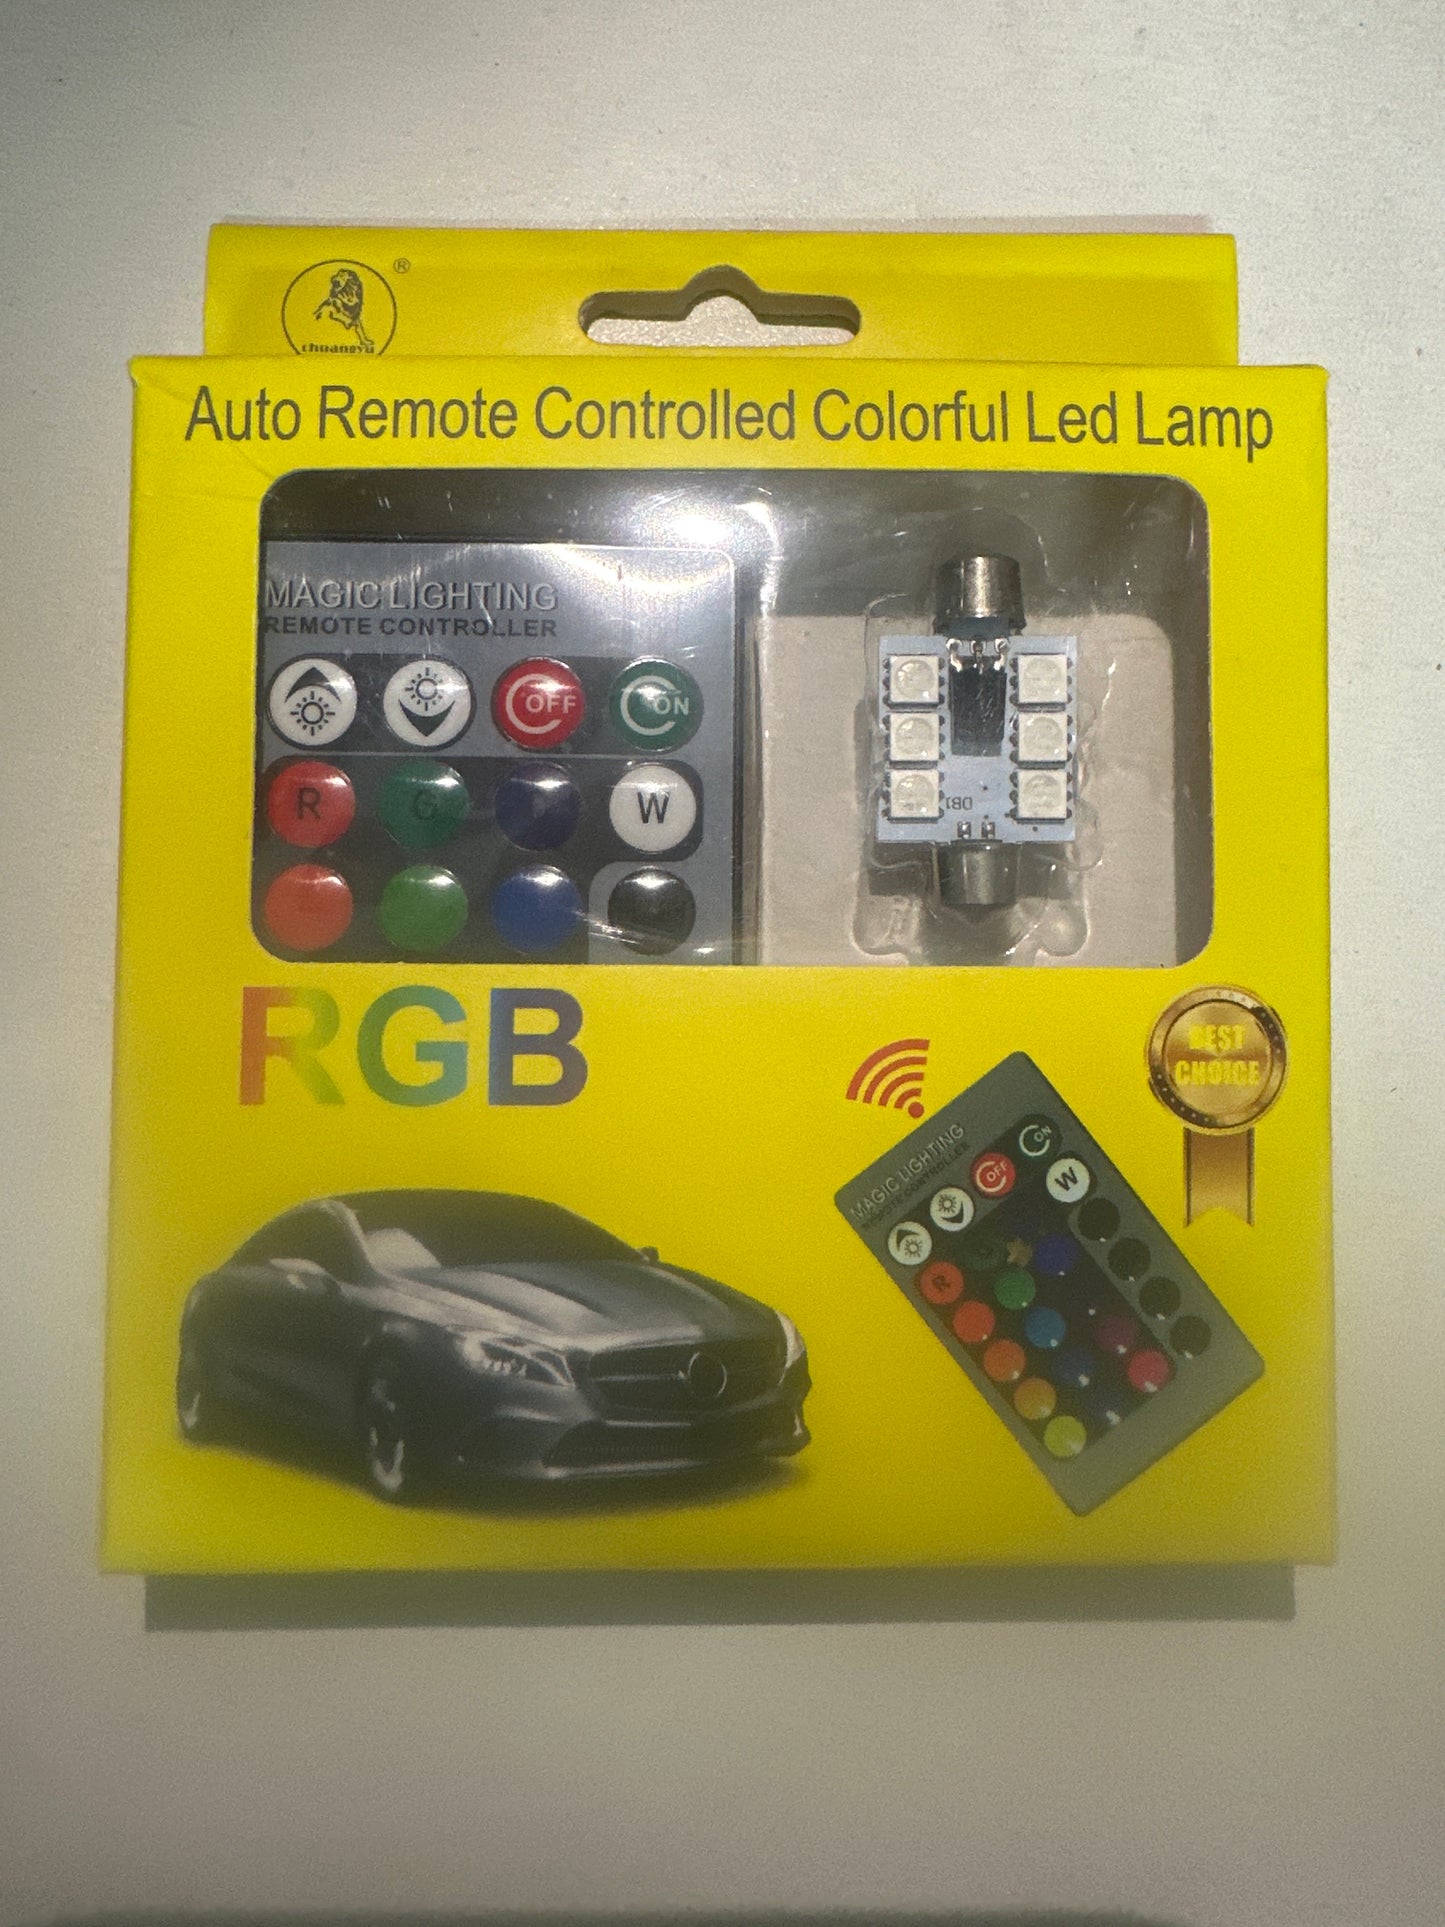 ®
chuangyu
Auto Remote Controlled Colorful Led Lamp
MAGIC LIGHTING
REMOTE CONTROLLER
OFF
ON
R
G
W
DB1
RGB
BEST
CHOICE
MAGIC LIGHTING
REMOTE CONTROLLER
OFF
ON
R
G
W